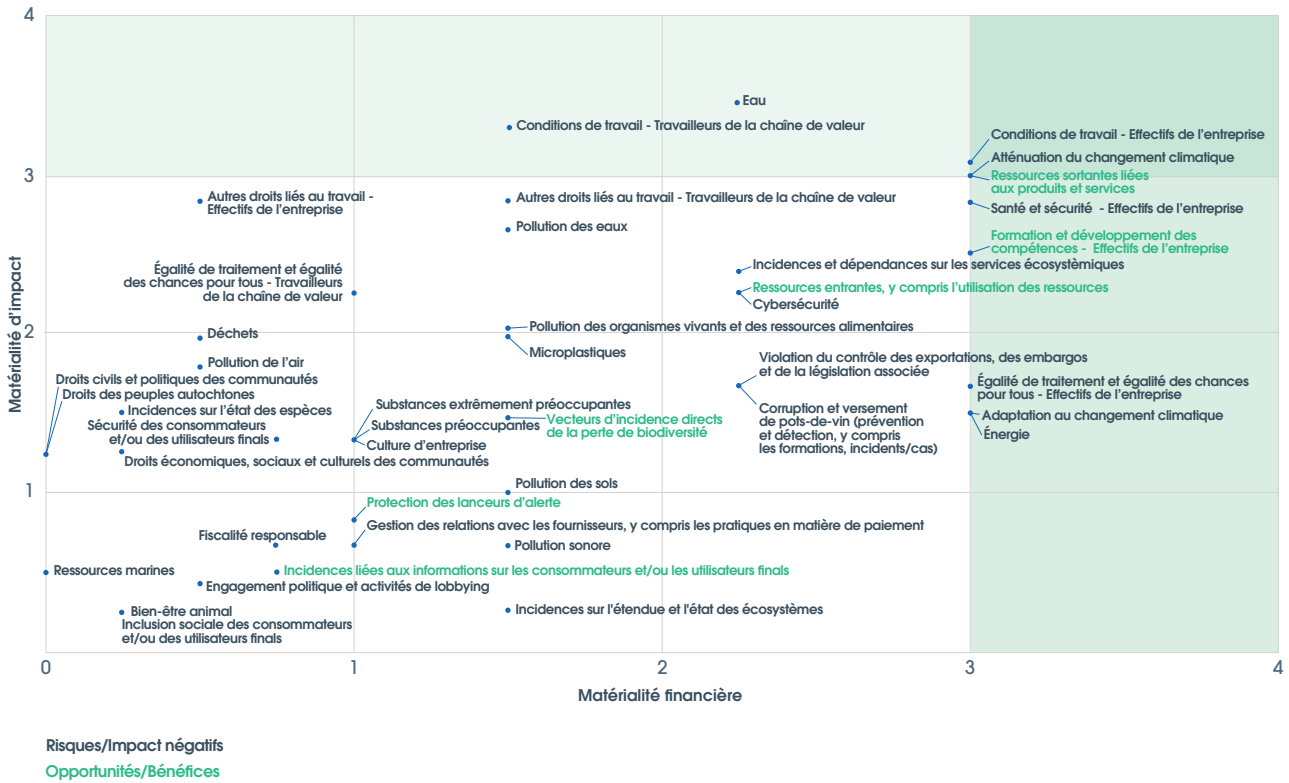 4
Eau
Conditions de travail - Travailleurs de la chaîne de valeur
Conditions de travail - Effectifs de l'entreprise
Atténuation du changement climatique
3
Ressources sortantes liées
aux produits et services
Autres droits liés au travail -
Effectifs de l'entreprise
Autres droits liés au travail - Travailleurs de la chaîne de valeur
Santé et sécurité - Effectifs de l'entreprise
Pollution des eaux
Formation et développement des
compétences - Effectifs de l'entreprise
Égalité de traitement et égalité
des chances pour tous - Travailleurs
de la chaîne de valeur
Incidences et dépendances sur les services écosystèmiques
Ressources entrantes, y compris l'utilisation des ressources
Cybersécurité
Matérialité d'impact
2
Déchets
Pollution des organismes vivants et des ressources alimentaires
Microplastiques
Pollution de l'air
Violation du contrôle des exportations, des embargos
et de la législation associée
Droits civils et politiques des communautés
Droits des peuples autochtones
Égalité de traitement et égalité des chances
pour tous - Effectifs de l'entreprise
Incidences sur l'état des espèces
Sécurité des consommateurs
et/ou des utilisateurs finals
Droits économiques, sociaux et culturels des communautés
Substances extrêmement préoccupantes
Substances préoccupantes
Culture d'entreprise
Vecteurs d'incidence directs
de la perte de biodiversité
Corruption et versement
de pots-de-vin (prévention
et détection, y compris
les formations, incidents/cas)
Adaptation au changement climatique
Énergie
1
Pollution des sols
Protection des lanceurs d'alerte
Gestion des relations avec les fournisseurs, y compris les pratiques en matière de paiement
Fiscalité responsable
Pollution sonore
Ressources marines
Incidences liées aux informations sur les consommateurs et/ou les utilisateurs finals
Engagement politique et activités de lobbying
Bien-être animal
Inclusion sociale des consommateurs
et/ou des utilisateurs finals
Incidences sur l'étendue et l'état des écosystèmes
0
1
2
3
4
Matérialité financière
Risques/Impact négatifs
Opportunités/Bénéfices